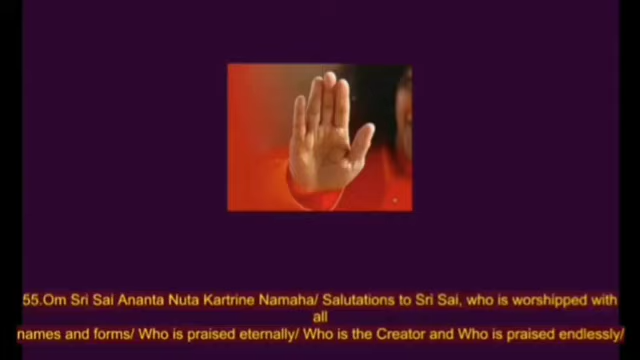 55.Om Sri Sai Ananta Nuta Kartrine Namaha/ Salutations to Sri Sai, who is worshipped with
all
names and forms/ Who is praised eternally/ Who is the Creator and Who is praised endlessly/